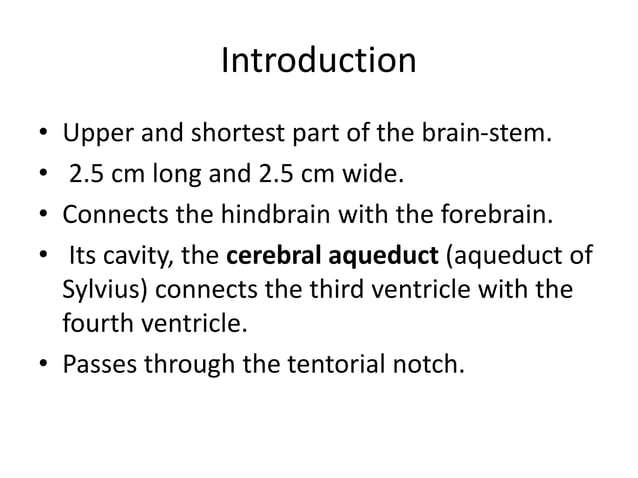 Introduction
• Upper and shortest part of the brain-stem.
• 2.5 cm long and 2.5 cm wide.
• Connects the hindbrain with the forebrain.
• Its cavity, the cerebral aqueduct (aqueduct of
Sylvius) connects the third ventricle with the
fourth ventricle.
• Passes through the tentorial notch.